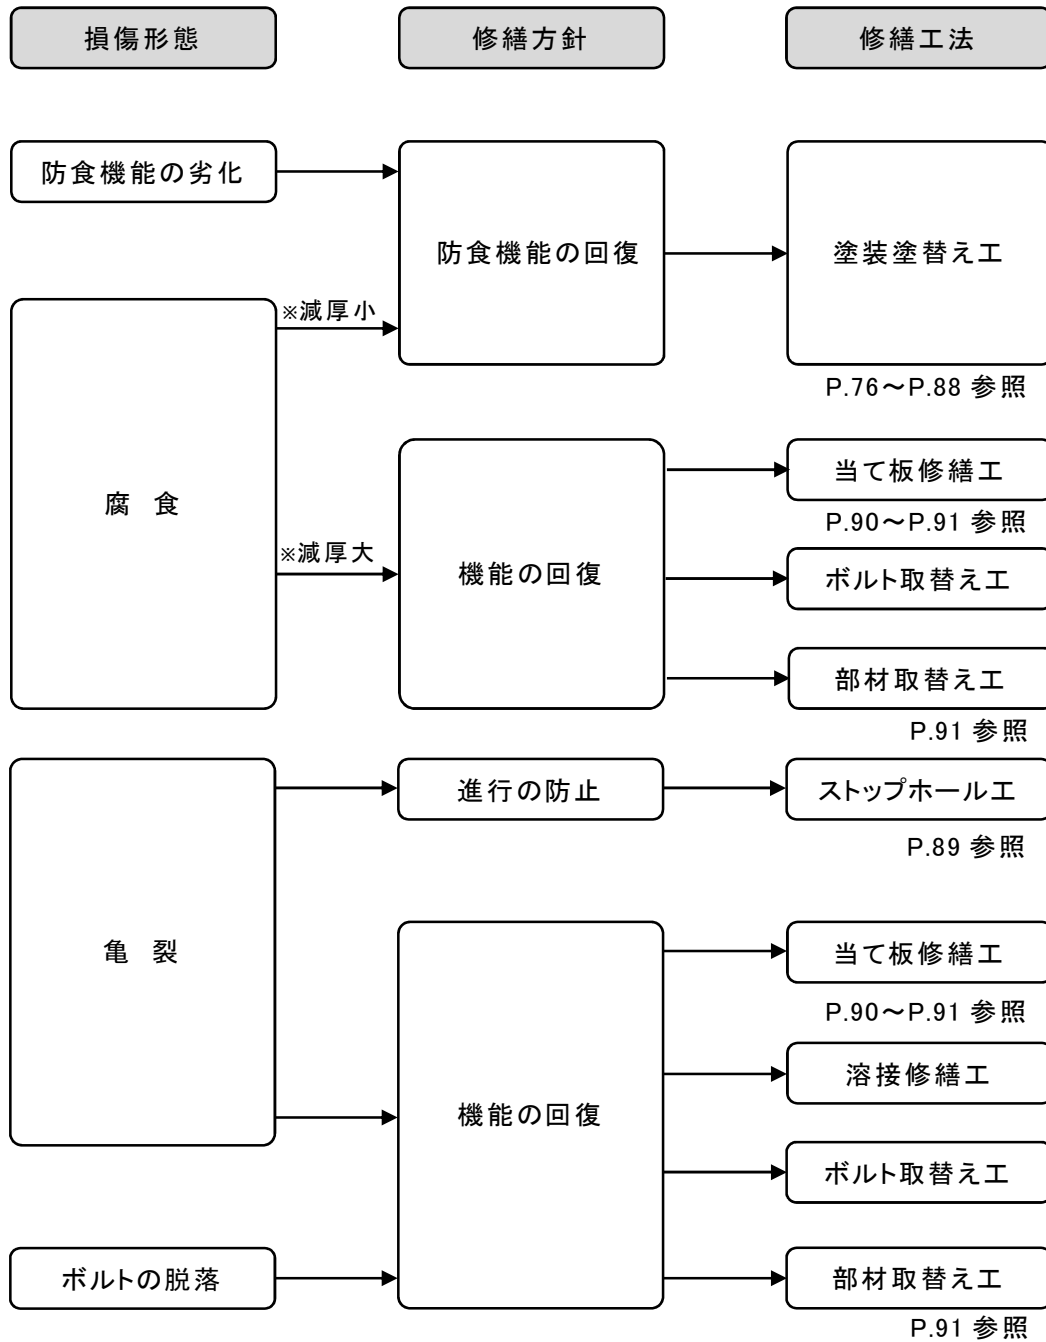 損傷形態
修繕方針
修繕工法
防食機能の劣化
防食機能の回復
塗装塗替え工
※減厚小
P.76～P.88 参照
腐 食
※減厚大
機能の回復
当て板修繕工
P.90～P.91 参照
ボルト取替え工
部材取替え工
P.91 参照
亀 裂
進行の防止
ストップホール工
P.89 参照
機能の回復
当て板修繕工
P.90～P.91 参照
溶接修繕工
ボルト取替え工
ボルトの脱落
部材取替え工
P.91 参照